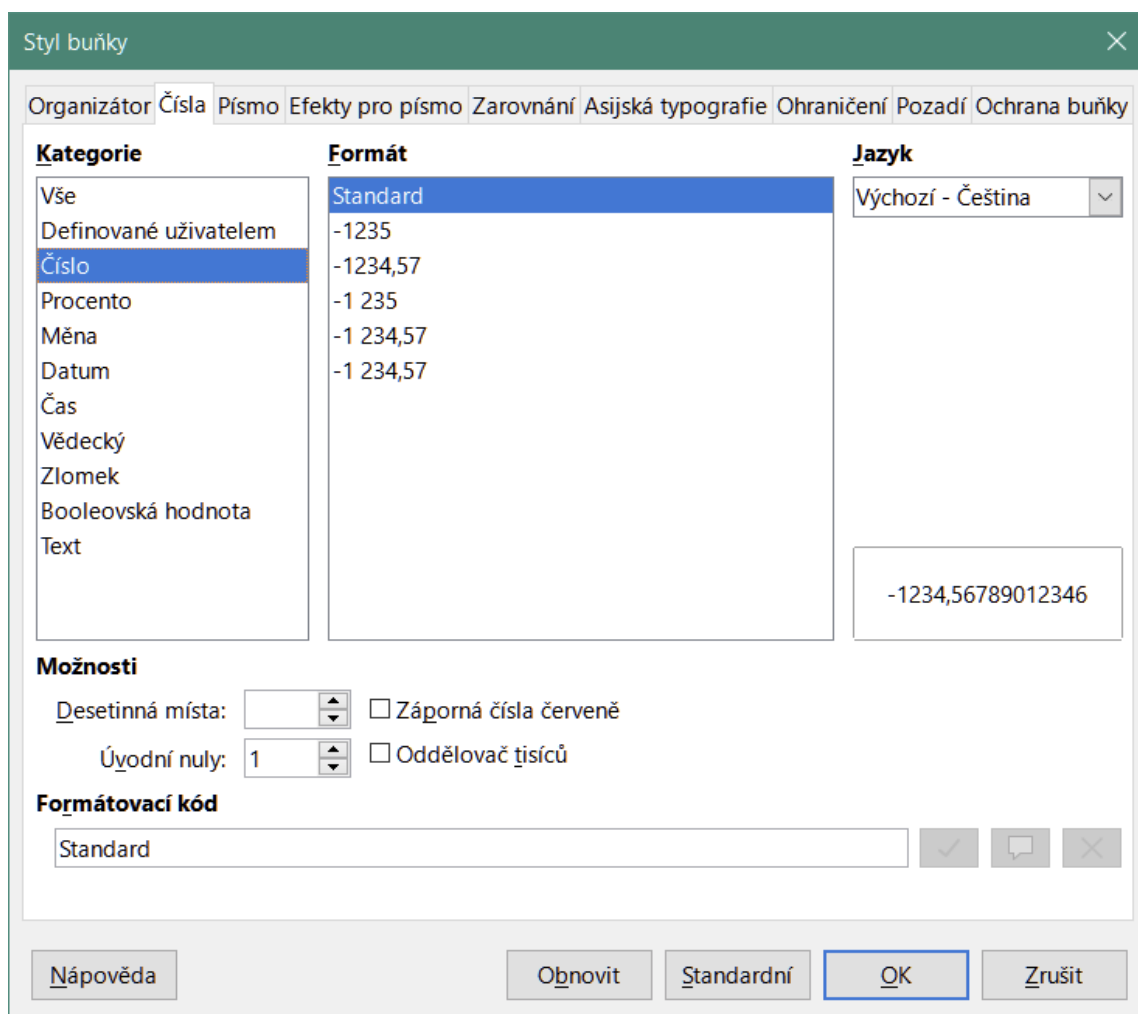 Styl buňky
Organizátor Čísla Písmo Efekty pro písmo Zarovnání Asijská typografie Ohraničení Pozadí Ochrana buňky
Kategorie
Vše
Definované uživatelem
Číslo
Procento
Měna
Datum
Čas
Vědecký
Zlomek
Booleovská hodnota
Text
Formát
Standard
-1235
-1234,57
-1 235
-1 234,57
-1 234,57
Jazyk
Výchozí - Čeština
-1234,56789012346
Možnosti
Desetinná místa:
Záporná čísla červeně
Úvodní nuly: 1
Oddělovač tisíců
Formátovací kód
Standard
Nápověda Obnovit Standardní OK Zrušit